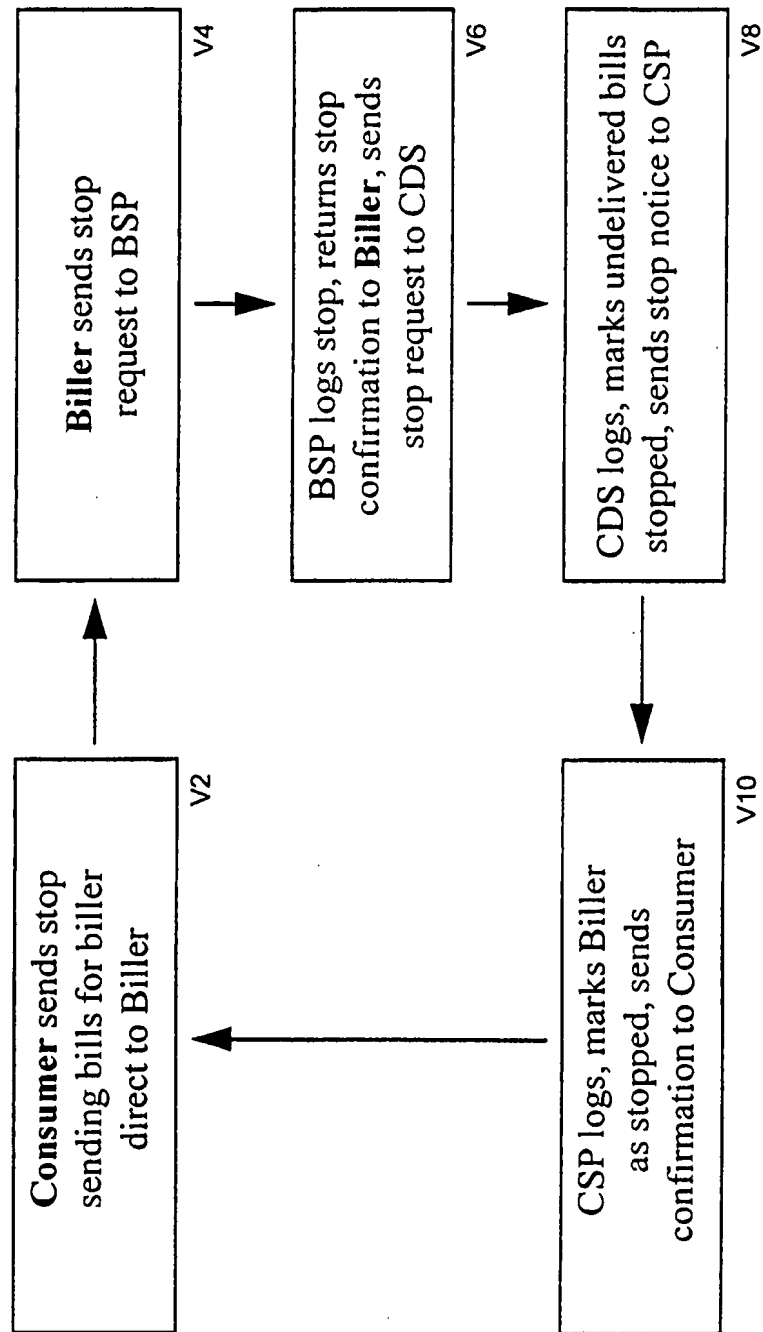 Consumer sends stop
sending bills for biller
direct to Biller
V2
Biller sends stop
request to BSP
V4
BSP logs stop, returns stop
confirmation to Biller, sends
stop request to CDS
V6
CDS logs, marks undelivered bills
stopped, sends stop notice to CSP
V8
CSP logs, marks Biller
as stopped, sends
confirmation to Consumer
V10